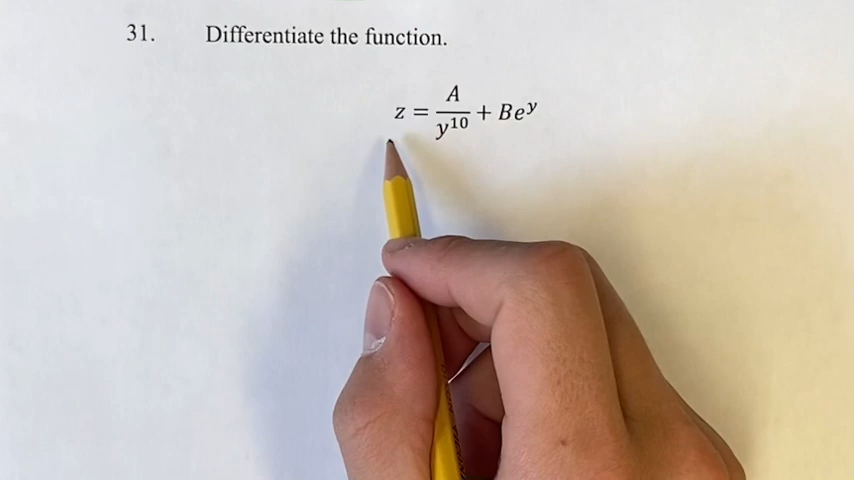 31. Differentiate the function.
z = A/y^10 + Be^y